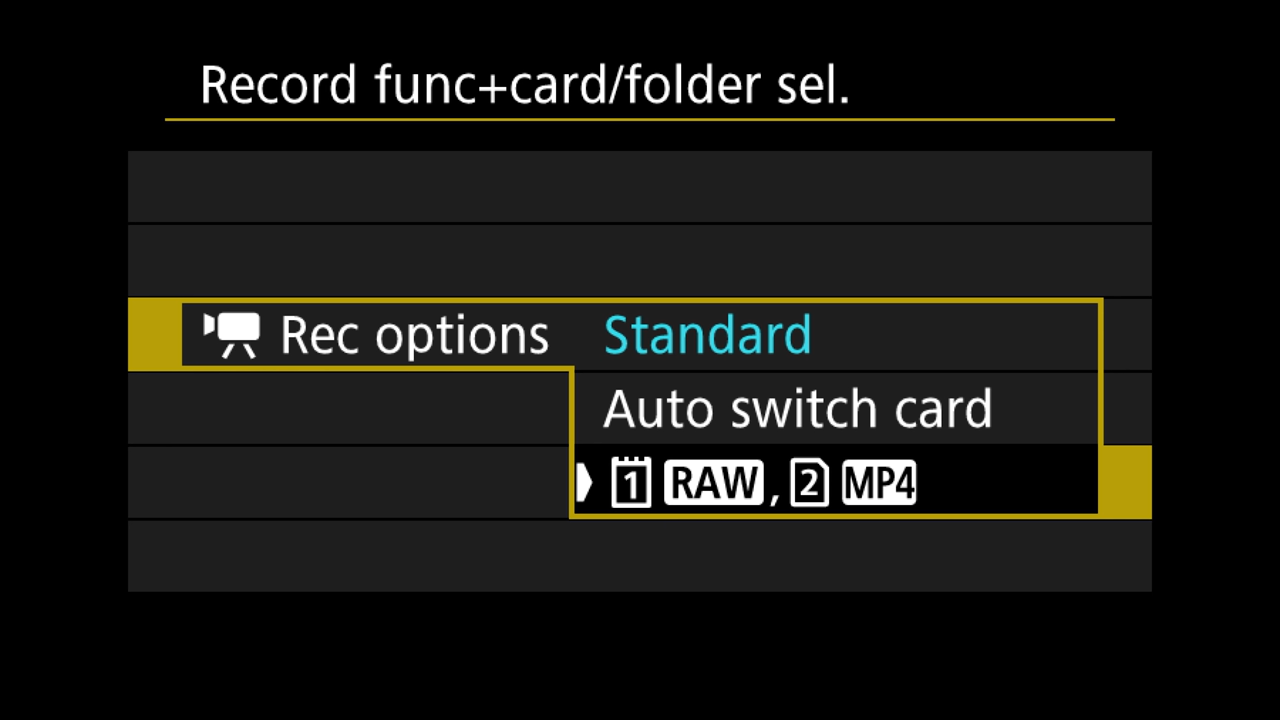 Record func+card/folder sel.
Rec options Standard
Auto switch card
1 RAW, 2 MP4